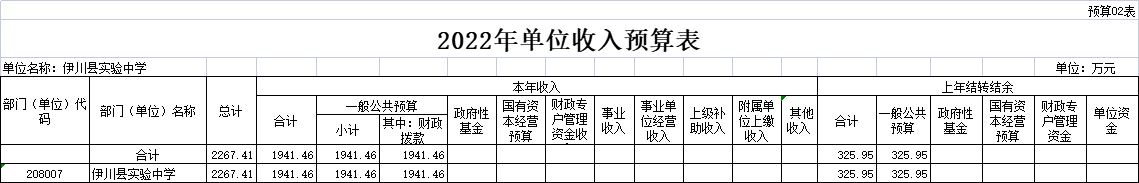 预算02表
2022年单位收入预算表
单位名称：伊川县实验中学 单位：万元
部门（单位）代码 部门（单位）名称 总计 本年收入 上年结转结余
合计 一般公共预算 政府性基金 国有资本经营预算 财政专户管理资金收 事业收入 事业单位经营收入 上级补助收入 附属单位上缴收入 其他收入 合计 一般公共预算 政府性基金 国有资本经营预算 财政专户管理资金 单位资金
小计 其中：财政拨款
合计 2267.41 1941.46 1941.46 1941.46 325.95 325.95
208007 伊川县实验中学 2267.41 1941.46 1941.46 1941.46 325.95 325.95